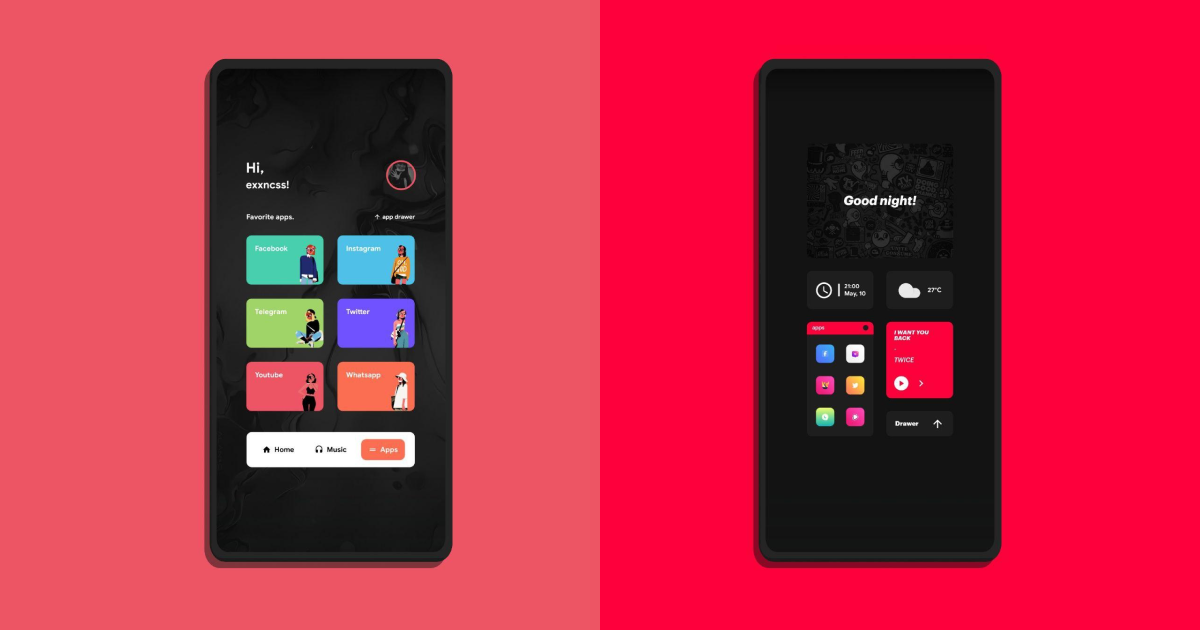 Hi,
exxncss!
Favorite apps.
↑ app drawer
Facebook
Instagram
Telegram
Twitter
Youtube
Whatsapp
Home
Music
Apps
Good night!
21:00
May, 10
27°C
apps
I WANT YOU
BACK
TWICE
Drawer